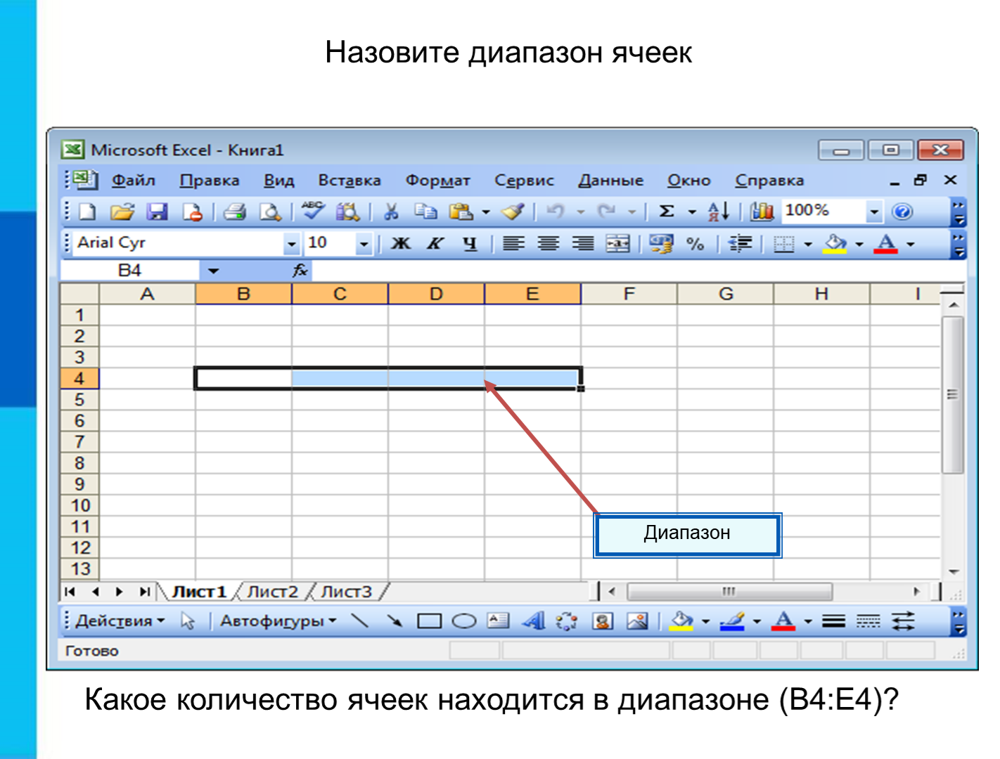 Назовите диапазон ячеек
Microsoft Excel - Книга1
Файл Правка Вид Вставка Формат Сервис Данные Окно Справка
ABC Σ А Я 100%
Arial Cyr 10 Ж К Ч a % А
B4 fx
A B C D E F G H I
1
2
3
4
5
6
7
8
9
10
11
Диапазон
12
13
Лист1 Лист2 Лист3
Действия Автофигуры A A А
Готово
Какое количество ячеек находится в диапазоне (B4:E4)?